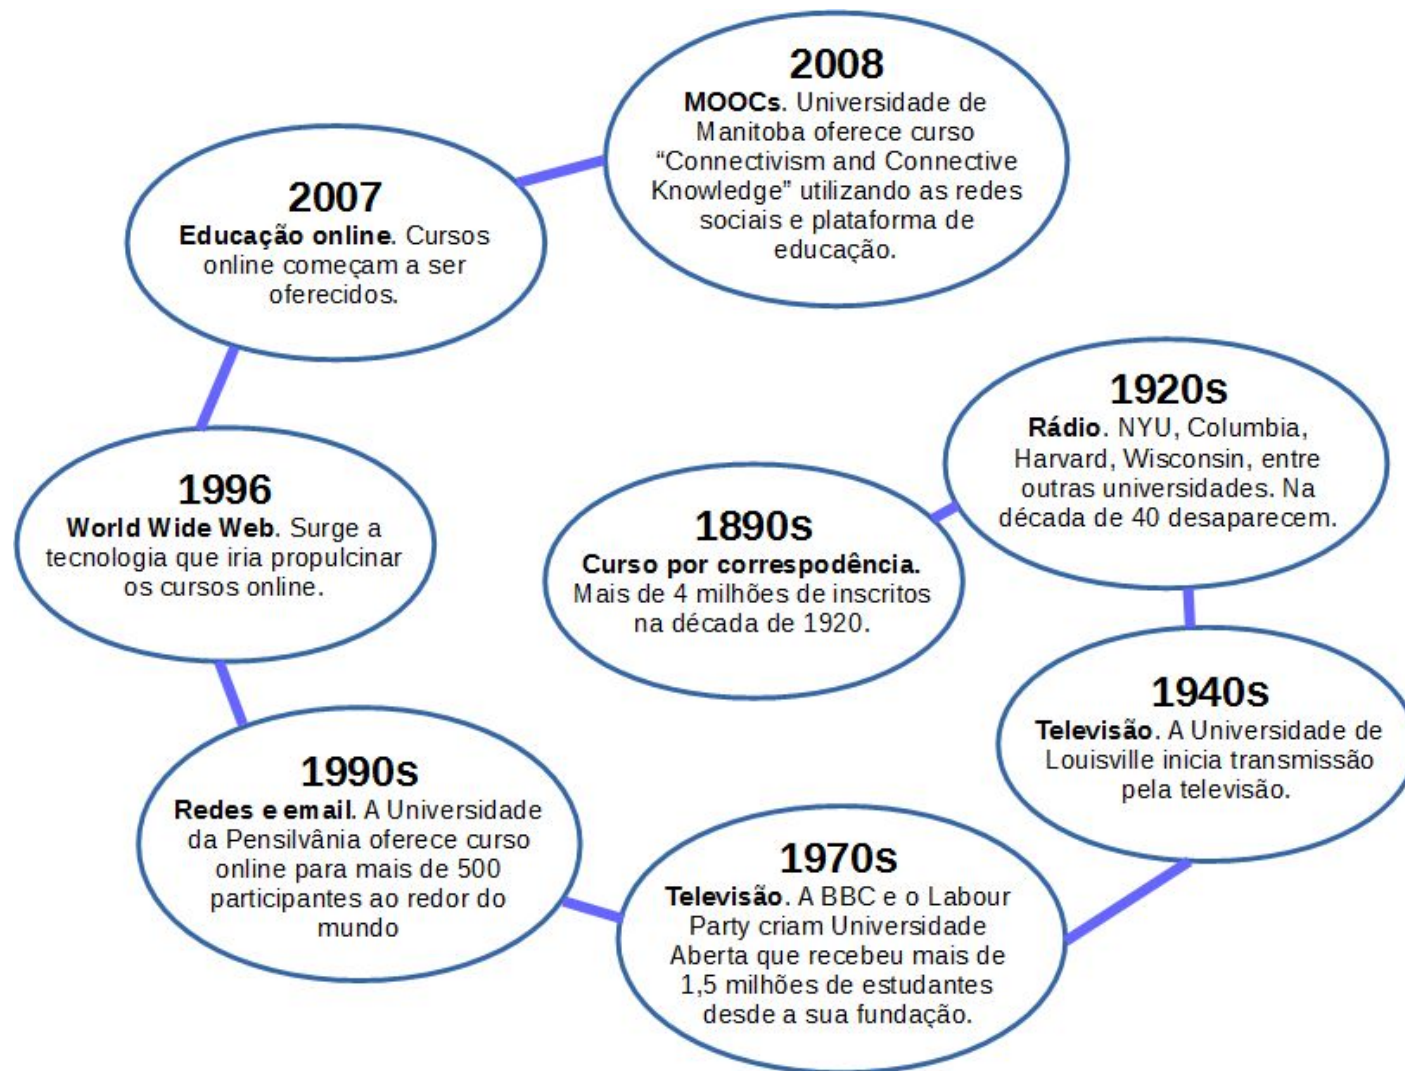 2008
MOOCs. Universidade de
Manitoba oferece curso
“Connectivism and Connective
Knowledge” utilizando as redes
sociais e plataforma de
educação.
2007
Educação online. Cursos
online começam a ser
oferecidos.
1920s
Rádio. NYU, Columbia,
Harvard, Wisconsin, entre
outras universidades. Na
década de 40 desaparecem.
1996
World Wide Web. Surge a
tecnologia que iria propulcinar
os cursos online.
1890s
Curso por correspodência.
Mais de 4 milhões de inscritos
na década de 1920.
1940s
Televisão. A Universidade de
Louisville inicia transmissão
pela televisão.
1990s
Redes e email. A Universidade
da Pensilvânia oferece curso
online para mais de 500
participantes ao redor do
mundo
1970s
Televisão. A BBC e o Labour
Party criam Universidade
Aberta que recebeu mais de
1,5 milhões de estudantes
desde a sua fundação.